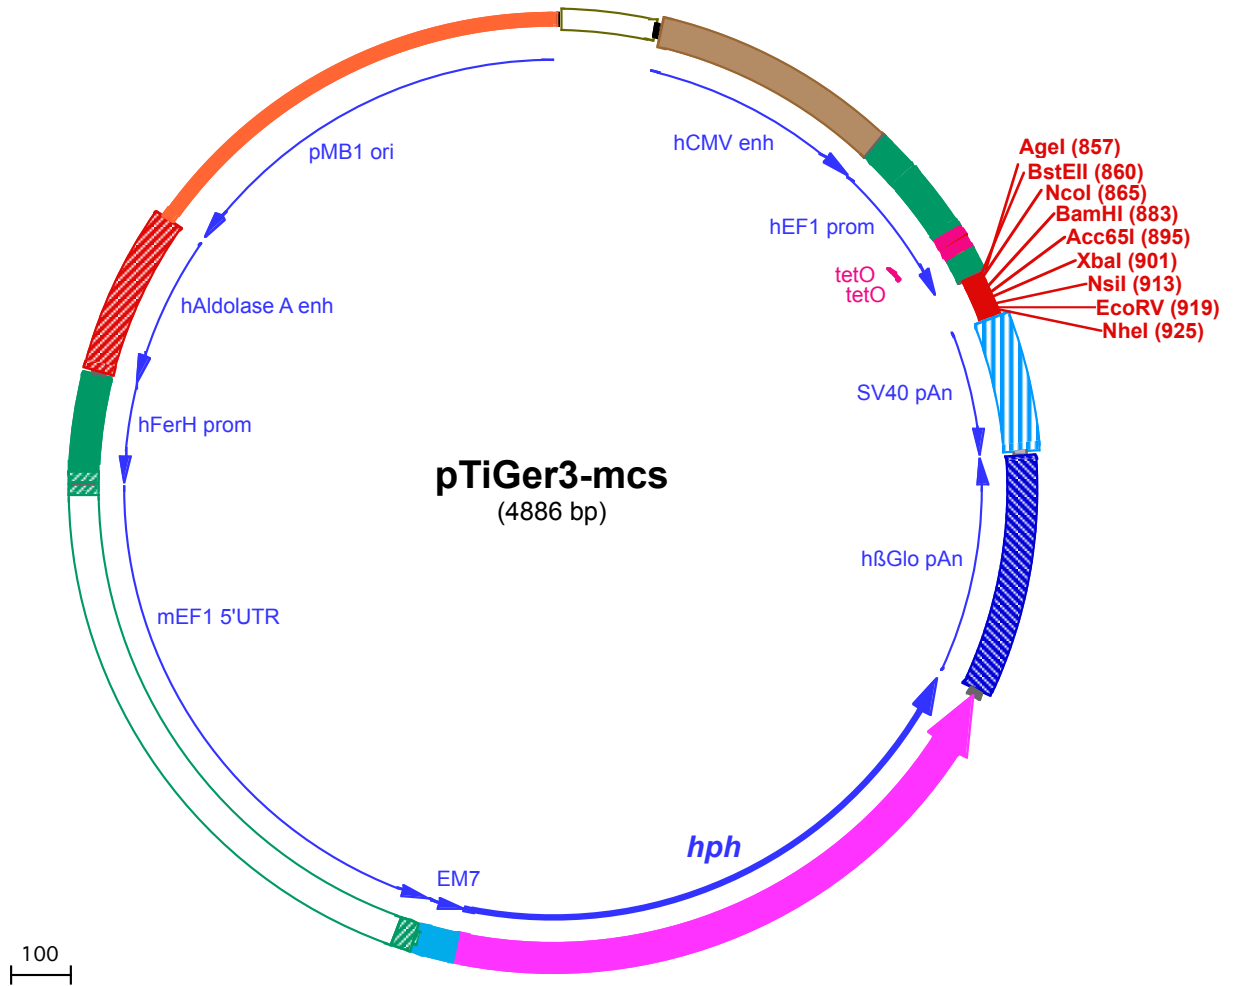 pMB1 ori
hCMV enh
AgeI (857)
BstEII (860)
NcoI (865)
BamHI (883)
Acc65I (895)
XbaI (901)
NsiI (913)
EcoRV (919)
NheI (925)
hEF1 prom
tetO
tetO
hAldolase A enh
SV40 pAn
hFerH prom
pTiGer3-mcs
(4886 bp)
hßGlo pAn
mEF1 5'UTR
hph
EM7
100